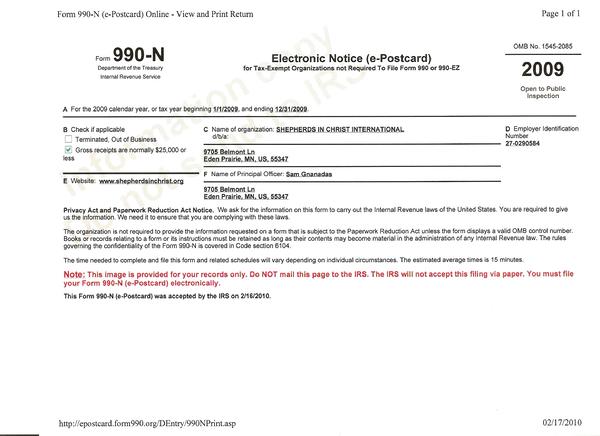 Form 990-N (e-Postcard) Online - View and Print Return
Page 1 of 1
Form 990-N
Department of the Treasury
Internal Revenue Service
Electronic Notice (e-Postcard)
for Tax-Exempt Organizations not Required To File Form 990 or 990-EZ
OMB No. 1545-2085
2009
Open to Public
Inspection
A For the 2009 calendar year, or tax year beginning 1/1/2009, and ending 12/31/2009.
B Check if applicable
Terminated, Out of Business
Gross receipts are normally $25,000 or
less
E Website: www.shepherdsinchrist.org
C Name of organization: SHEPHERDS IN CHRIST INTERNATIONAL
d/b/a:
9705 Belmont Ln
Eden Prairie, MN, US, 55347
F Name of Principal Officer: Sam Gnanadas
9705 Belmont Ln
Eden Prairie, MN, US, 55347
D Employer Identification
Number
27-0290584
Privacy Act and Paperwork Reduction Act Notice. We ask for the information on this form to carry out the Internal Revenue laws of the United States. You are required to give
us the information. We need it to ensure that you are complying with these laws.
The organization is not required to provide the information requested on a form that is subject to the Paperwork Reduction Act unless the form displays a valid OMB control number.
Books or records relating to a form or its instructions must be retained as long as their contents may become material in the administration of any Internal Revenue law. The rules
governing the confidentiality of the Form 990-N is covered in Code section 6104.
The time needed to complete and file this form and related schedules will vary depending on individual circumstances. The estimated average times is 15 minutes.
Note: This image is provided for your records only. Do NOT mail this page to the IRS. The IRS will not accept this filing via paper. You must file
your Form 990-N (e-Postcard) electronically.
This Form 990-N (e-Postcard) was accepted by the IRS on 2/16/2010.
http://epostcard.form990.org/DEntry/990NPrint.asp
02/17/2010